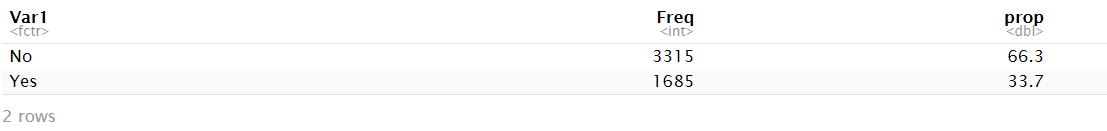 Var1 Freq prop
<fctr> <int> <dbl>
No 3315 66.3
Yes 1685 33.7
2 rows